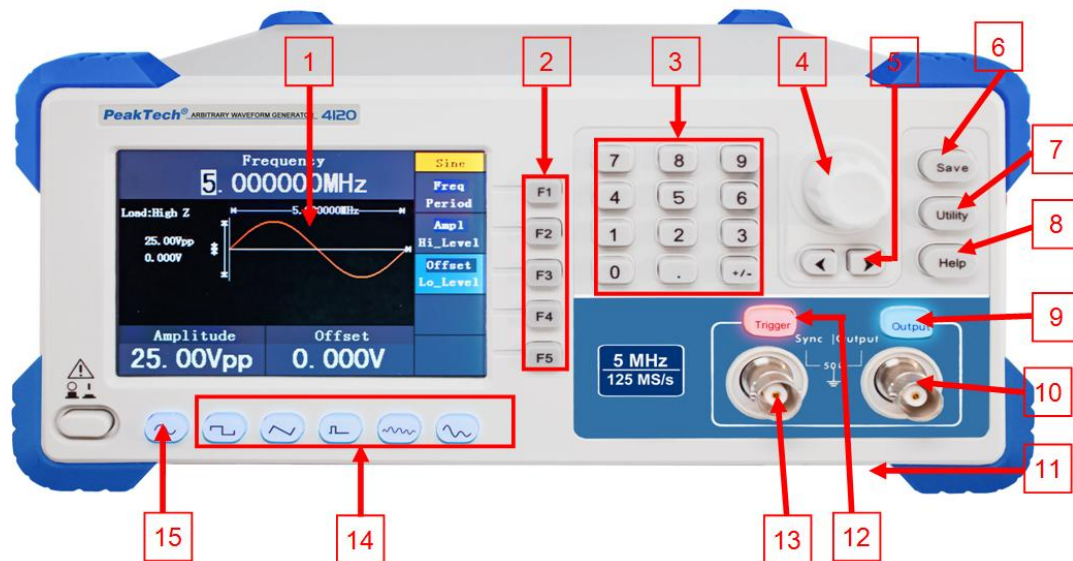 1
2
3
4
5
6
7
8
9
10
11
12
13
14
15
PeakTech® ARBITRARY WAVEFORM GENERATOR 4120
Frequency
5.000000MHz
Load:High Z
25.00Vpp
0.000V
Sine
Freq
Period
Ampl
Hi_Level
Offset
Lo_Level
Amplitude
25.00Vpp
Offset
0.000V
F1
F2
F3
F4
F5
7 8 9
4 5 6
1 2 3
0 . +/-
Save
Utility
Help
Trigger
Output
Sync | Output
5 MHz
125 MS/s